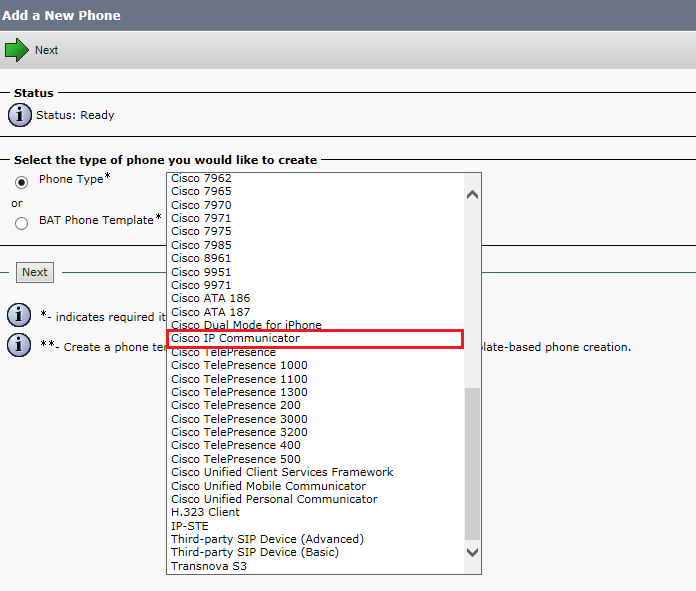 Add a New Phone
Next
Status
Status: Ready
Select the type of phone you would like to create
Phone Type*
or
BAT Phone Template*
Cisco 7962
Cisco 7965
Cisco 7970
Cisco 7971
Cisco 7975
Cisco 7985
Cisco 8961
Cisco 9951
Cisco 9971
Cisco ATA 186
Cisco ATA 187
Cisco Dual Mode for iPhone
Cisco IP Communicator
Cisco TelePresence
Cisco TelePresence 1000
Cisco TelePresence 1100
Cisco TelePresence 1300
Cisco TelePresence 200
Cisco TelePresence 3000
Cisco TelePresence 3200
Cisco TelePresence 400
Cisco TelePresence 500
Cisco Unified Client Services Framework
Cisco Unified Mobile Communicator
Cisco Unified Personal Communicator
H.323 Client
IP-STE
Third-party SIP Device (Advanced)
Third-party SIP Device (Basic)
Transnova S3
Next
*- indicates required it
**- Create a phone te late-based phone creation.